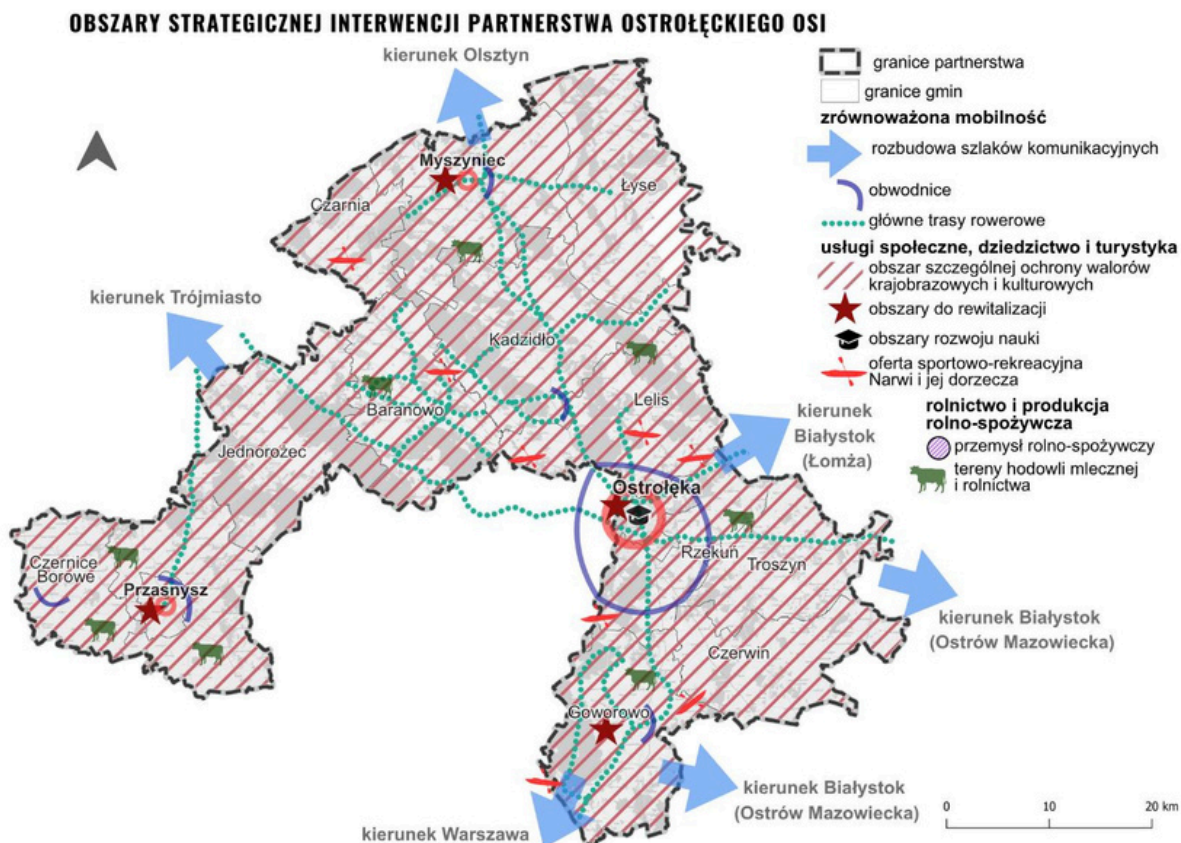 OBSZARY STRATEGICZNEJ INTERWENCJI PARTNERSTWA OSTROŁĘCKIEGO OSI
kierunek Olsztyn
granice partnerstwa
granice gmin
zrównoważona mobilność
rozbudowa szlaków komunikacyjnych
obwodnice
główne trasy rowerowe
usługi społeczne, dziedzictwo i turystyka
obszar szczególnej ochrony walorów
krajobrazowych i kulturowych
obszary do rewitalizacji
obszary rozwoju nauki
oferta sportowo-rekreacyjna
Narwi i jej dorzecza
rolnictwo i produkcja
rolno-spożywcza
przemysł rolno-spożywczy
tereny hodowli mlecznej
i rolnictwa
Myszyniec
Łyse
Czarnia
kierunek Trójmiasto
Kadzidło
Baranowo
Lelis
kierunek
Białystok
(Łomża)
Jednorożec
Ostrołęka
Rzekuń
Troszyn
Czernice
Borowe
Przasnysz
kierunek Białystok
(Ostrów Mazowiecka)
Czerwin
Goworowo
kierunek Białystok
(Ostrów Mazowiecka)
kierunek Warszawa
0 10 20 km